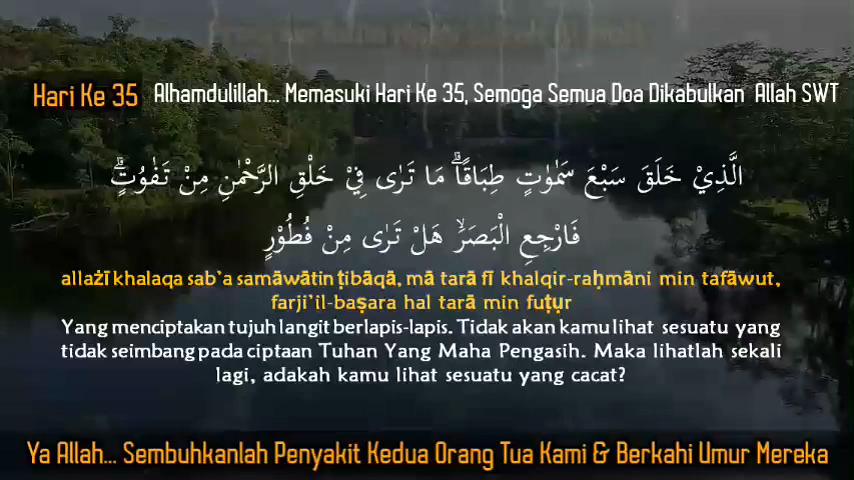 Hari Ke 35 Alhamdulillah... Memasuki Hari Ke 35, Semoga Semua Doa Dikabulkan Allah SWT
الَّذِيْ خَلَقَ سَبْعَ سَمٰوٰتٍ طِبَاقًاۗ مَا تَرٰى فِيْ خَلْقِ الرَّحْمٰنِ مِنْ تَفٰوُتٍۗ
فَارْجِعِ الْبَصَرَۙ هَلْ تَرٰى مِنْ فُطُوْرٍ
allażī khalaqa sab'a samāwātin ṭibāqā, mā tarā fī khalqir-raḥmāni min tafāwut,
farji'il-baṣara hal tarā min fuṭụr
Yang menciptakan tujuh langit berlapis-lapis. Tidak akan kamu lihat sesuatu yang
tidak seimbang pada ciptaan Tuhan Yang Maha Pengasih. Maka lihatlah sekali
lagi, adakah kamu lihat sesuatu yang cacat?
Ya Allah... Sembuhkanlah Penyakit Kedua Orang Tua Kami & Berkahi Umur Mereka